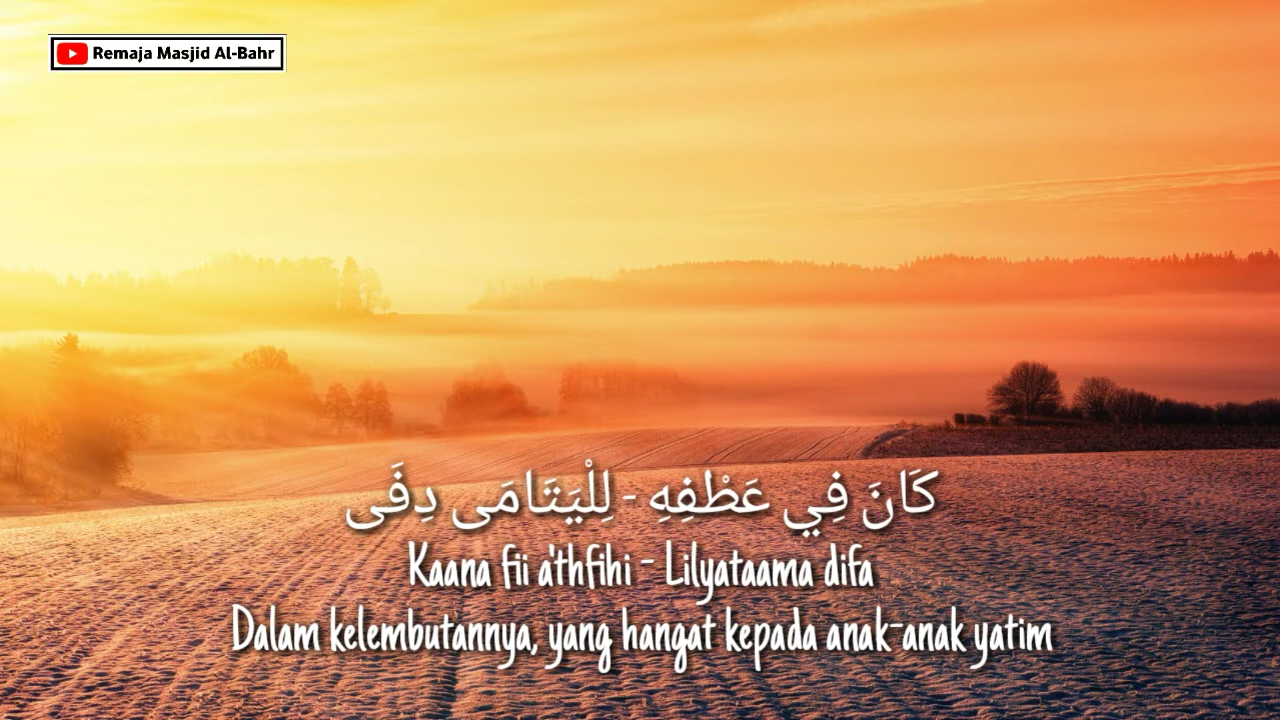 Remaja Masjid Al-Bahr
كَانَ فِي عَطْفِهِ - لِلْيَتَامَى دِفَى
Kaana fii a'thfihi - Lilyataama difa
Dalam kelembutannya, yang hangat kepada anak-anak yatim